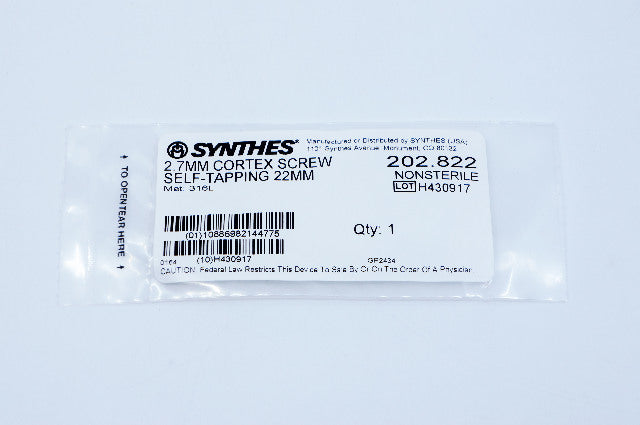 SYNTHES®
Manufactured or Distributed by SYNTHES (USA)
1101 Synthes Avenue, Monument, CO 80132
2.7MM CORTEX SCREW
SELF-TAPPING 22MM
Mat: 316L
202.822
NONSTERILE
LOT H430917
(01)10886982144775
Qty: 1
(10)H430917
0164
GP2434
CAUTION: Federal Law Restricts This Device To Sale By Or On The Order Of A Physician
TO OPEN TEAR HERE